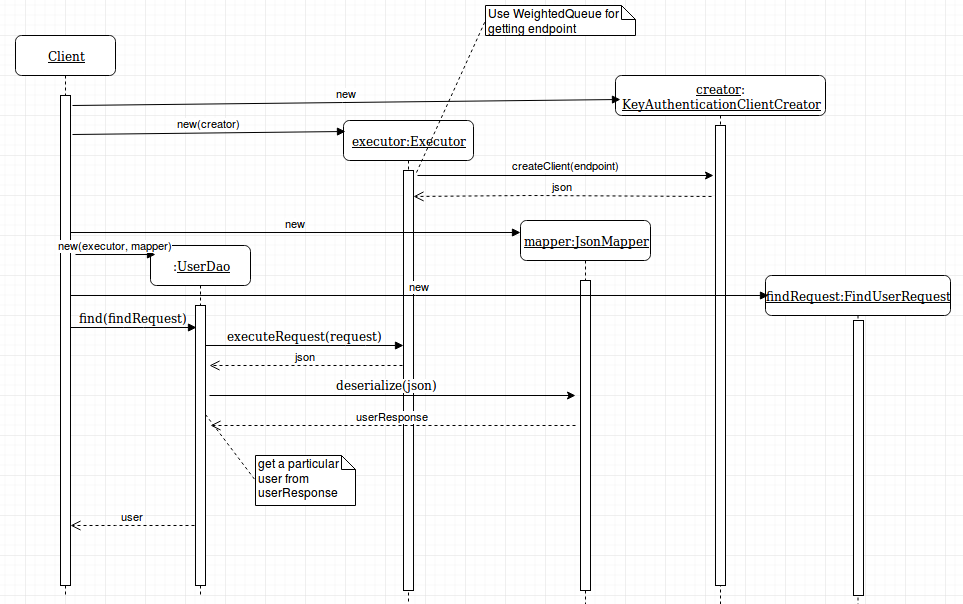 Use WeightedQueue for
getting endpoint
Client
creator:
KeyAuthenticationClientCreator
new
new(creator)
executor:Executor
createClient(endpoint)
json
new
mapper:JsonMapper
new(executor, mapper)
:UserDao
new
findRequest:FindUserRequest
find(findRequest)
executeRequest(request)
json
deserialize(json)
userResponse
get a particular
user from
userResponse
user